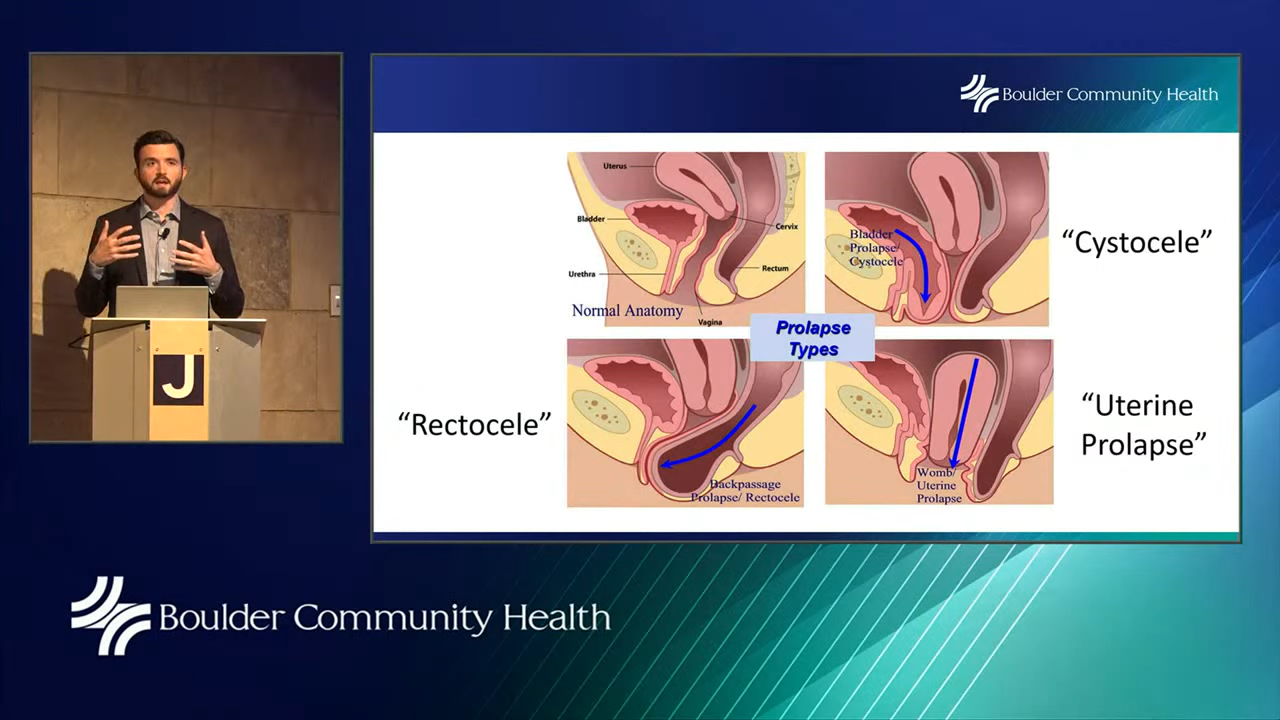 Boulder Community Health
Uterus
Bladder
Cervix
Urethra
Rectum
Normal Anatomy
Vagina
Bladder
Prolapse/
Cystocele
“Cystocele”
Prolapse
Types
“Rectocele”
Backpassage
Prolapse/ Rectocele
Womb/
Uterine
Prolapse
“Uterine
Prolapse”
J
Boulder Community Health